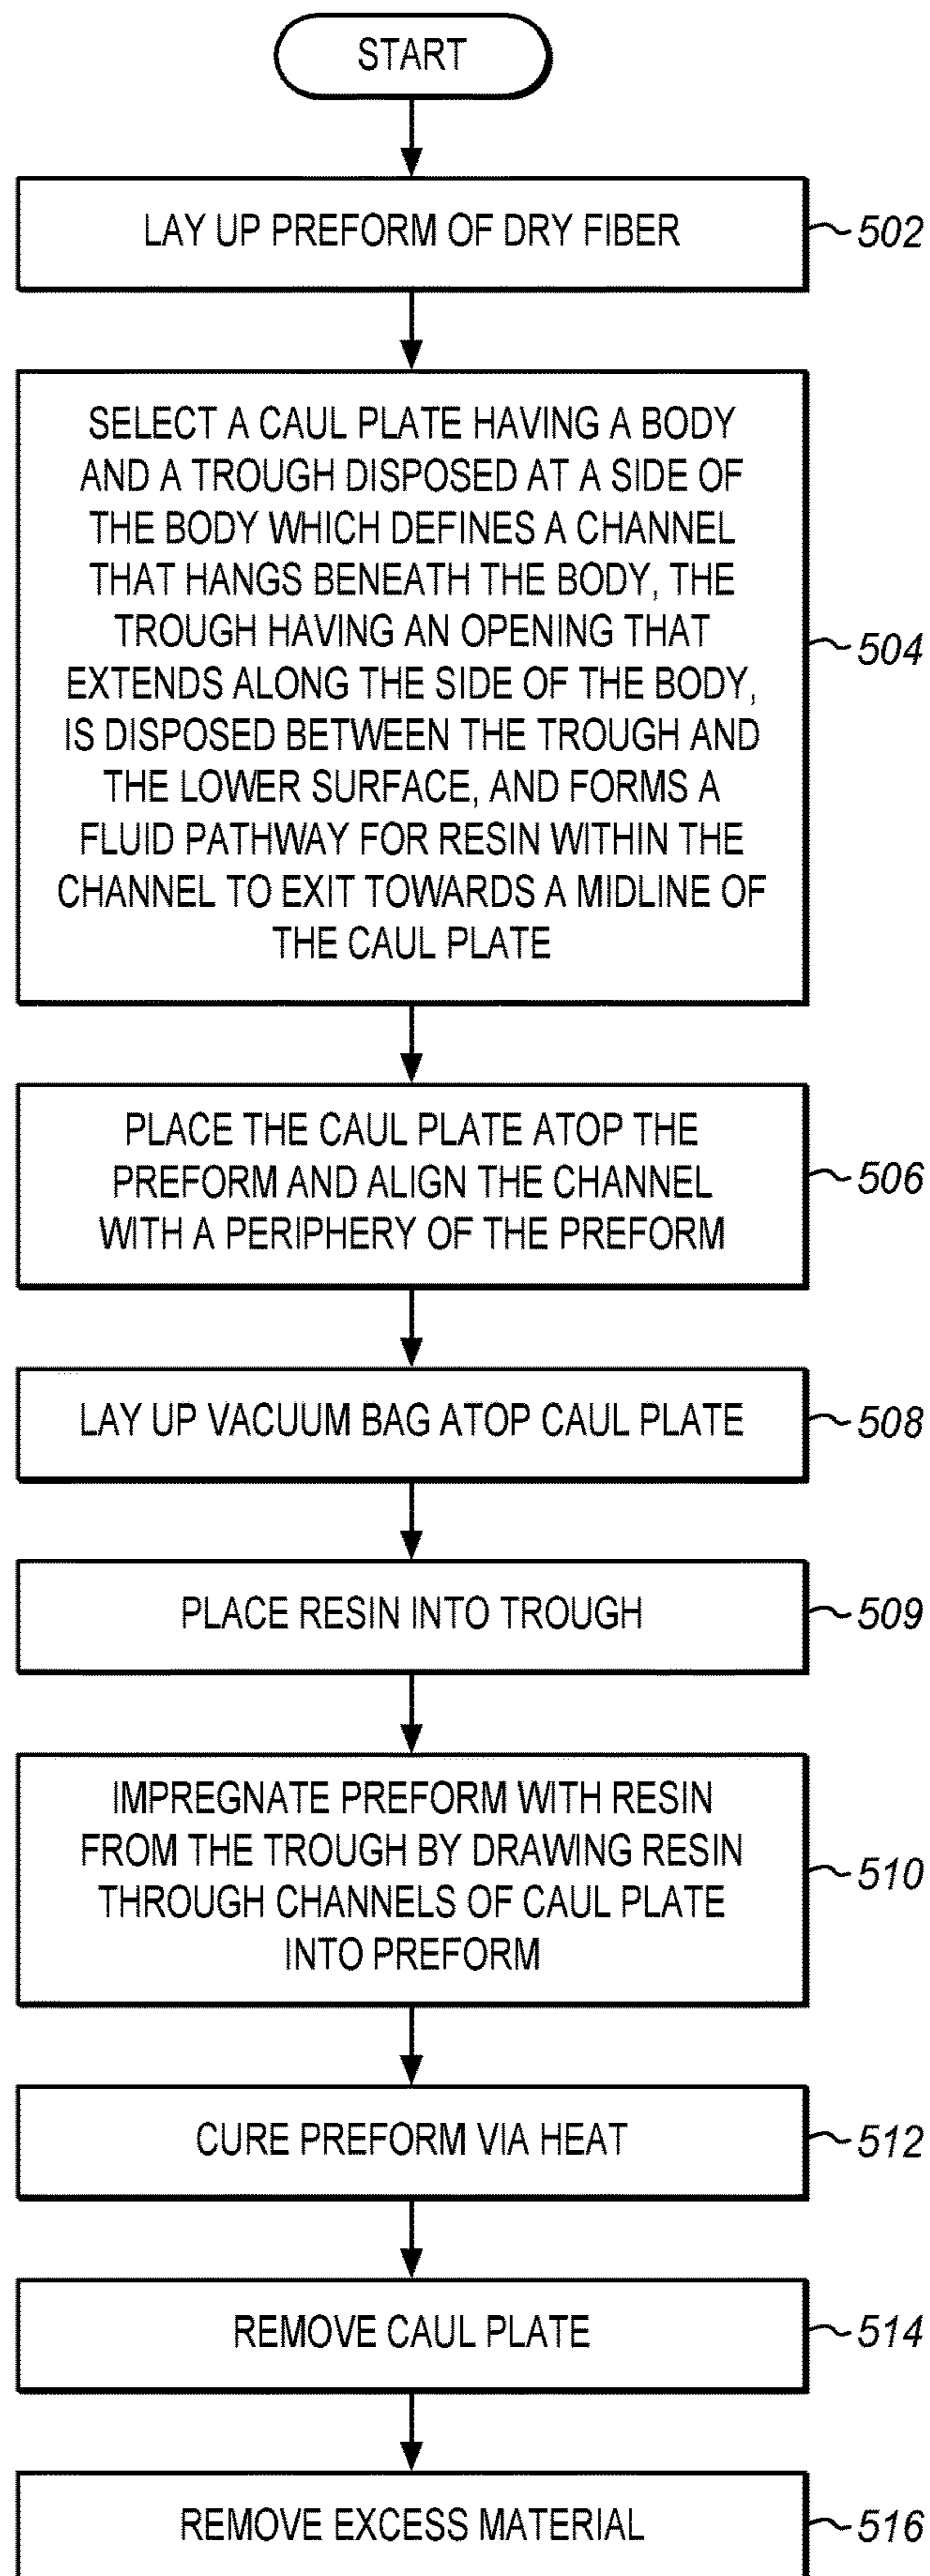 START
LAY UP PREFORM OF DRY FIBER
502
SELECT A CAUL PLATE HAVING A BODY
AND A TROUGH DISPOSED AT A SIDE OF
THE BODY WHICH DEFINES A CHANNEL
THAT HANGS BENEATH THE BODY, THE
TROUGH HAVING AN OPENING THAT
EXTENDS ALONG THE SIDE OF THE BODY,
IS DISPOSED BETWEEN THE TROUGH AND
THE LOWER SURFACE, AND FORMS A
FLUID PATHWAY FOR RESIN WITHIN THE
CHANNEL TO EXIT TOWARDS A MIDLINE OF
THE CAUL PLATE
504
PLACE THE CAUL PLATE ATOP THE
PREFORM AND ALIGN THE CHANNEL
WITH A PERIPHERY OF THE PREFORM
506
LAY UP VACUUM BAG ATOP CAUL PLATE
508
PLACE RESIN INTO TROUGH
509
IMPREGNATE PREFORM WITH RESIN
FROM THE TROUGH BY DRAWING RESIN
THROUGH CHANNELS OF CAUL PLATE
INTO PREFORM
510
CURE PREFORM VIA HEAT
512
REMOVE CAUL PLATE
514
REMOVE EXCESS MATERIAL
516